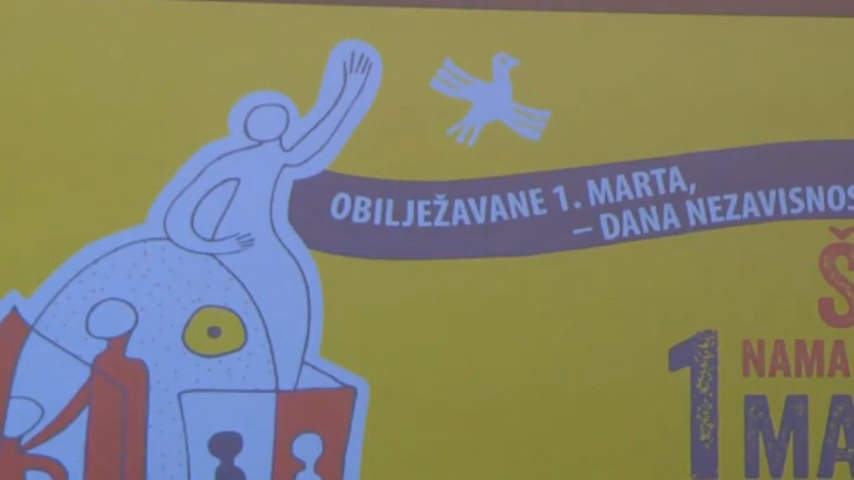 OBILJEŽAVANE 1. MARTA,
– DANA NEZAVISNOS
Š
NAMA
1 MA